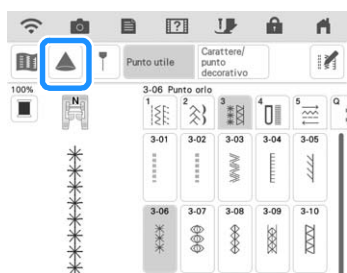 Punto utile
Carattere/
punto
decorativo
100%
N
3-06 Punto orlo
1 2 3 4 5 Q
3-01 3-02 3-03 3-04 3-05
3-06 3-07 3-08 3-09 3-10